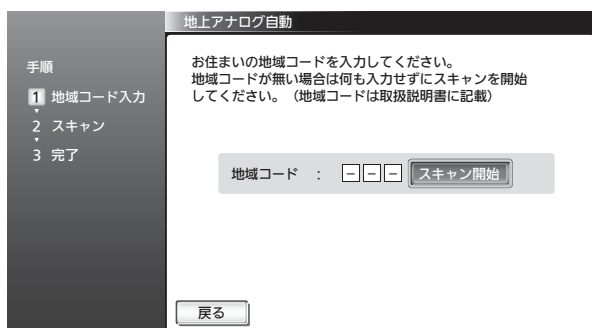 地上アナログ自動
手順
1 地域コード入力
2 スキャン
3 完了
お住まいの地域コードを入力してください。
地域コードが無い場合は何も入力せずにスキャンを開始
してください。（地域コードは取扱説明書に記載）
地域コード ： － － － スキャン開始
戻る